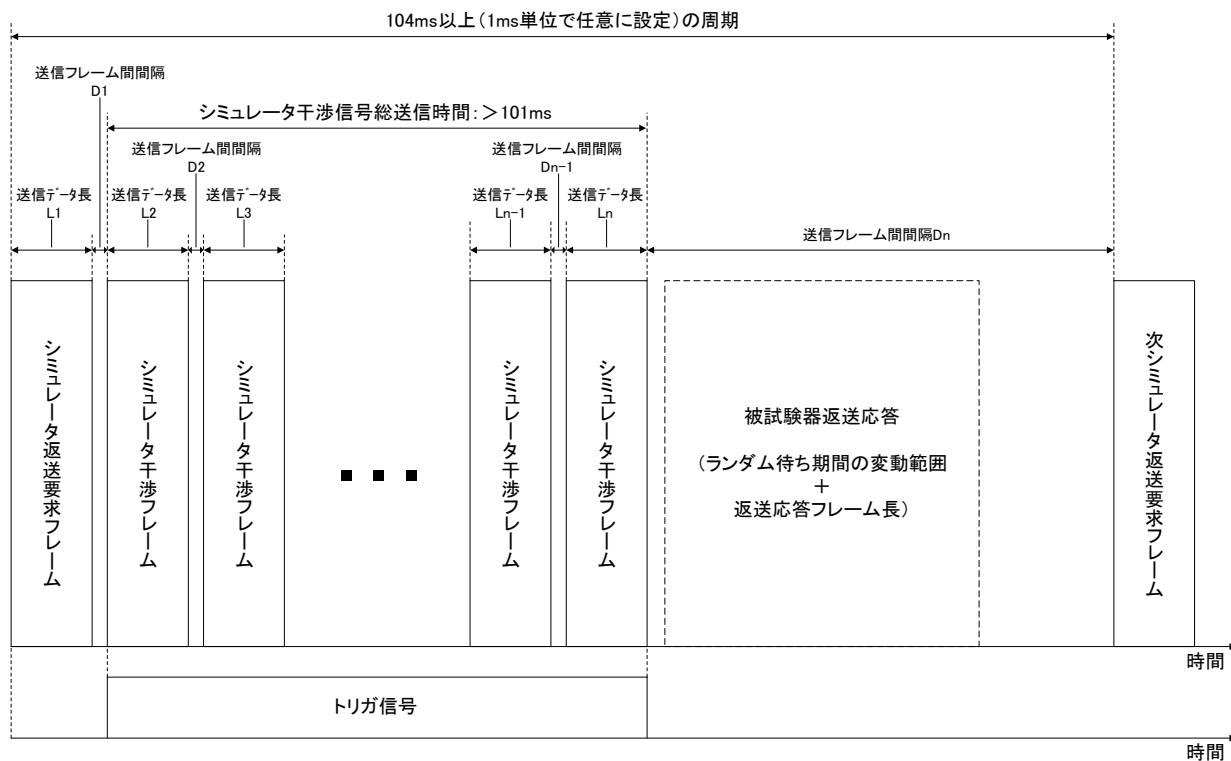 104ms以上(1ms単位で任意に設定)の周期
送信フレーム間間隔
D1
シミュレータ干渉信号総送信時間:>101ms
送信フレーム間間隔
D2
送信フレーム間間隔
Dn-1
送信データ長
L1
送信データ長
L2
送信データ長
L3
送信データ長
Ln-1
送信データ長
Ln
送信フレーム間間隔Dn
シミュレータ返送要求フレーム
シミュレータ干渉フレーム
シミュレータ干渉フレーム
シミュレータ干渉フレーム
シミュレータ干渉フレーム
被試験器返送応答
(ランダム待ち期間の変動範囲
+
返送応答フレーム長)
次シミュレータ返送要求フレーム
時間
トリガ信号
時間